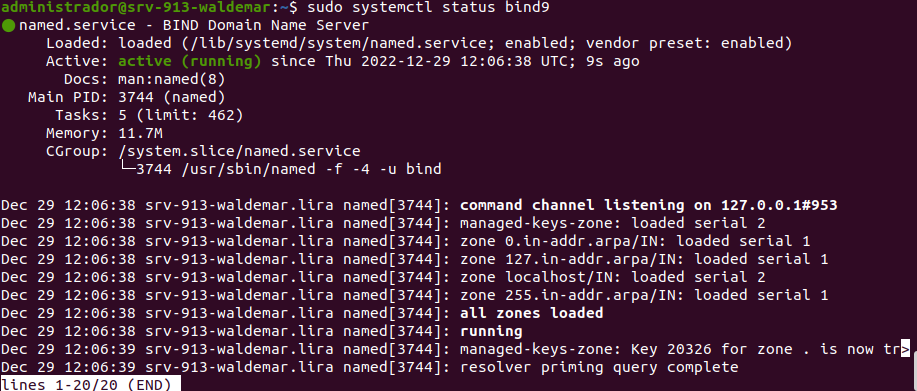 administrador@srv-913-waldemar:~$ sudo systemctl status bind9
● named.service - BIND Domain Name Server
     Loaded: loaded (/lib/systemd/system/named.service; enabled; vendor preset: enabled)
     Active: active (running) since Thu 2022-12-29 12:06:38 UTC; 9s ago
       Docs: man:named(8)
   Main PID: 3744 (named)
      Tasks: 5 (limit: 462)
     Memory: 11.7M
     CGroup: /system.slice/named.service
             └─3744 /usr/sbin/named -f -4 -u bind

Dec 29 12:06:38 srv-913-waldemar.lira named[3744]: command channel listening on 127.0.0.1#953
Dec 29 12:06:38 srv-913-waldemar.lira named[3744]: managed-keys-zone: loaded serial 2
Dec 29 12:06:38 srv-913-waldemar.lira named[3744]: zone 0.in-addr.arpa/IN: loaded serial 1
Dec 29 12:06:38 srv-913-waldemar.lira named[3744]: zone 127.in-addr.arpa/IN: loaded serial 1
Dec 29 12:06:38 srv-913-waldemar.lira named[3744]: zone localhost/IN: loaded serial 2
Dec 29 12:06:38 srv-913-waldemar.lira named[3744]: zone 255.in-addr.arpa/IN: loaded serial 1
Dec 29 12:06:38 srv-913-waldemar.lira named[3744]: all zones loaded
Dec 29 12:06:38 srv-913-waldemar.lira named[3744]: running
Dec 29 12:06:39 srv-913-waldemar.lira named[3744]: managed-keys-zone: Key 20326 for zone . is now tr>
Dec 29 12:06:39 srv-913-waldemar.lira named[3744]: resolver priming query complete
lines 1-20/20 (END)